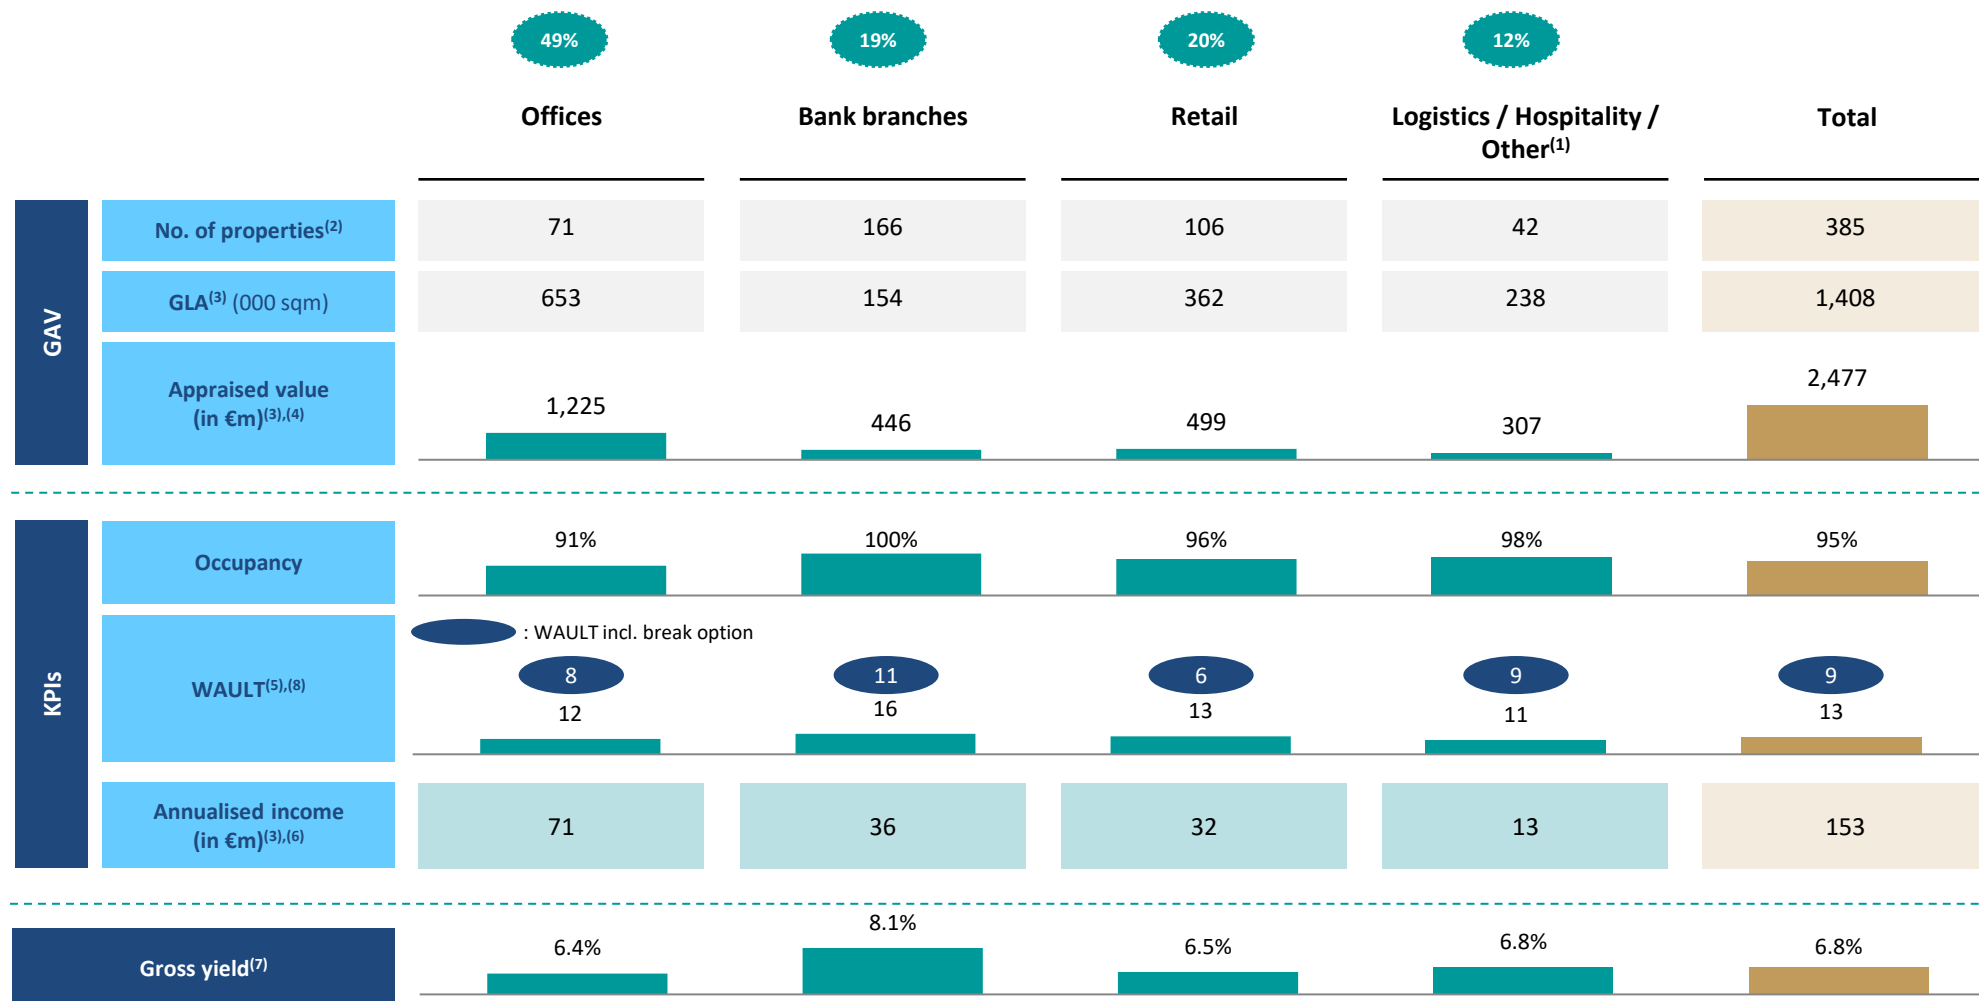 49% 19% 20% 12%
Offices Bank branches Retail Logistics / Hospitality / Total
Other(1)
GAV
No. of properties(2) 71 166 106 42 385
GLA(3) (000 sqm) 653 154 362 238 1,408
Appraised value
(in €m)(3),(4) 1,225 446 499 307 2,477
KPIs
Occupancy 91% 100% 96% 98% 95%
: WAULT incl. break option
8 11 6 9 9
WAULT(5),(8) 12 16 13 11 13
Annualised income
(in €m)(3),(6) 71 36 32 13 153
Gross yield(7) 6.4% 8.1% 6.5% 6.8% 6.8%